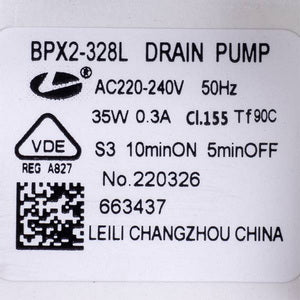 BPX2-328L DRAIN PUMP
AC220-240V 50Hz
35W 0.3A Cl.155 Tf90C
VDE
REG A827
S3 10minON 5minOFF
No.220326
663437
LEILI CHANGZHOU CHINA